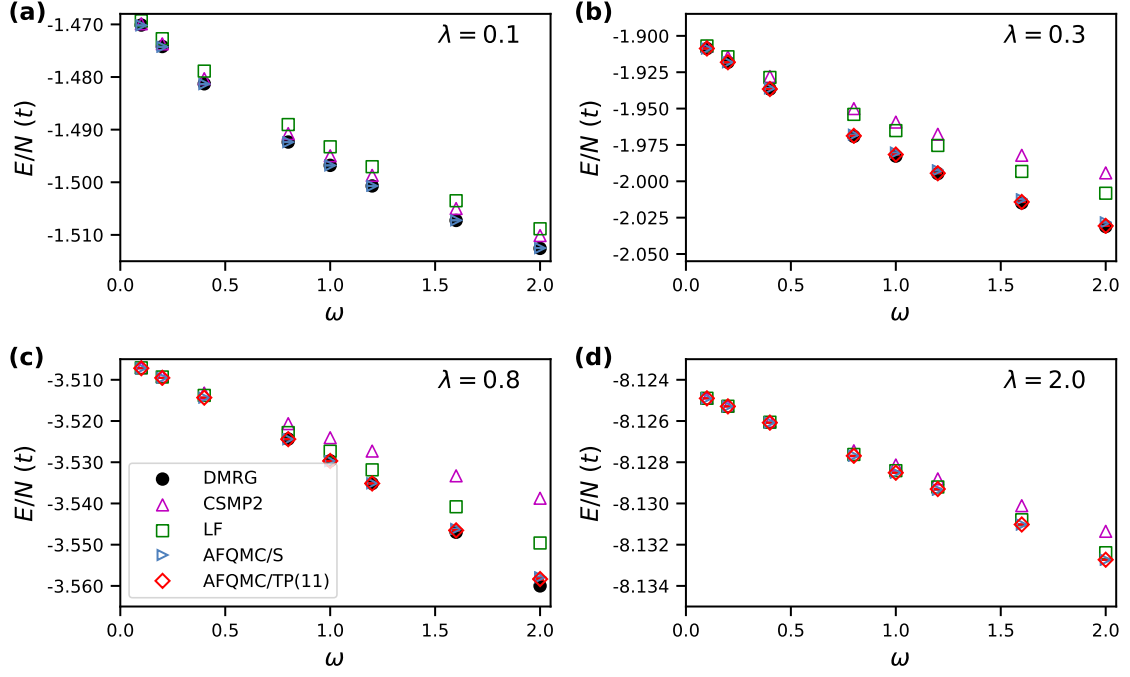 (a)
λ = 0.1
E/N (t)
-1.470
-1.480
-1.490
-1.500
-1.510
0.0 0.5 1.0 1.5 2.0
ω
(b)
λ = 0.3
E/N (t)
-1.900
-1.925
-1.950
-1.975
-2.000
-2.025
-2.050
0.0 0.5 1.0 1.5 2.0
ω
(c)
λ = 0.8
E/N (t)
-3.510
-3.520
-3.530
-3.540
-3.550
-3.560
DMRG
CSMP2
LF
AFQMC/S
AFQMC/TP(11)
0.0 0.5 1.0 1.5 2.0
ω
(d)
λ = 2.0
E/N (t)
-8.124
-8.126
-8.128
-8.130
-8.132
-8.134
0.0 0.5 1.0 1.5 2.0
ω